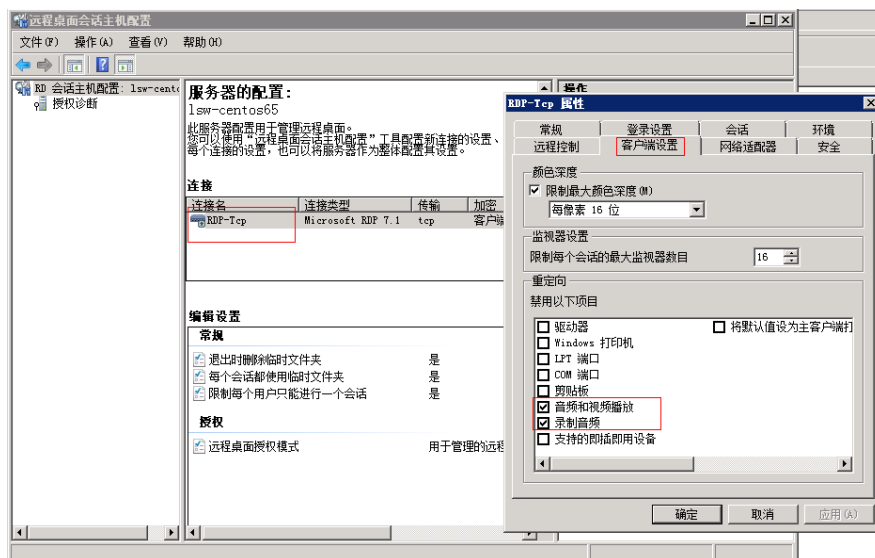 远程桌面会话主机配置
文件(F) 操作(A) 查看(V) 帮助(H)
RD 会话主机配置: lsw-cent
授权诊断
服务器的配置:
lsw-centos65
此服务器配置用于管理远程桌面。
您可以使用“远程桌面会话主机配置”工具配置新连接的设置、
每个连接的设置,也可以将服务器作为整体配置其设置。
连接
连接名 连接类型 传输 加密
RDP-Tcp Microsoft RDP 7.1 tcp 客户
编辑设置
常规
退出时删除临时文件夹 是
每个会话都使用临时文件夹 是
限制每个用户只能进行一个会话 是
授权
远程桌面授权模式 用于管理的远程
操作
RDP-Tcp 属性
常规 登录设置 会话 环境
远程控制 客户端设置 网络适配器 安全
颜色深度
限制最大颜色深度(M)
每像素 16 位
监视器设置
限制每个会话的最大监视器数目 16
重定向
禁用以下项目
驱动器 将默认值设为主客户端打
Windows 打印机
LPT 端口
COM 端口
剪贴板
音频和视频播放
录制音频
支持的即插即用设备
确定 取消 应用(A)